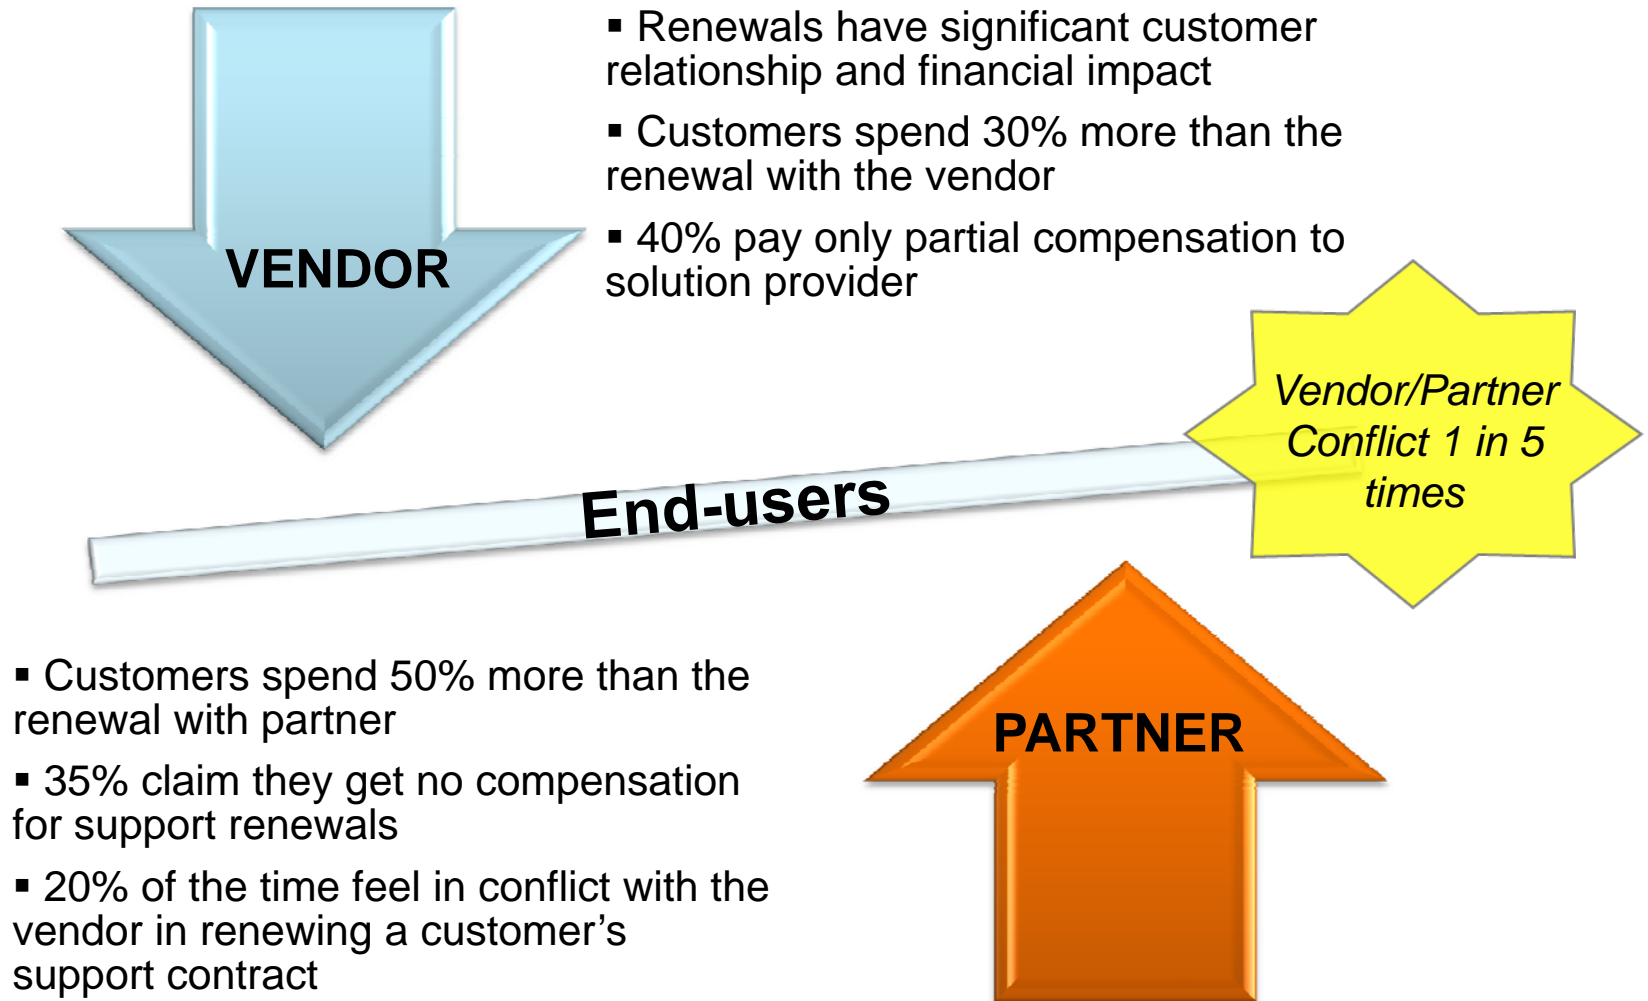 ▪ Renewals have significant customer
relationship and financial impact
▪ Customers spend 30% more than the
renewal with the vendor
▪ 40% pay only partial compensation to
solution provider
VENDOR
Vendor/Partner
Conflict 1 in 5
times
End-users
▪ Customers spend 50% more than the
renewal with partner
▪ 35% claim they get no compensation
for support renewals
▪ 20% of the time feel in conflict with the
vendor in renewing a customer’s
support contract
PARTNER